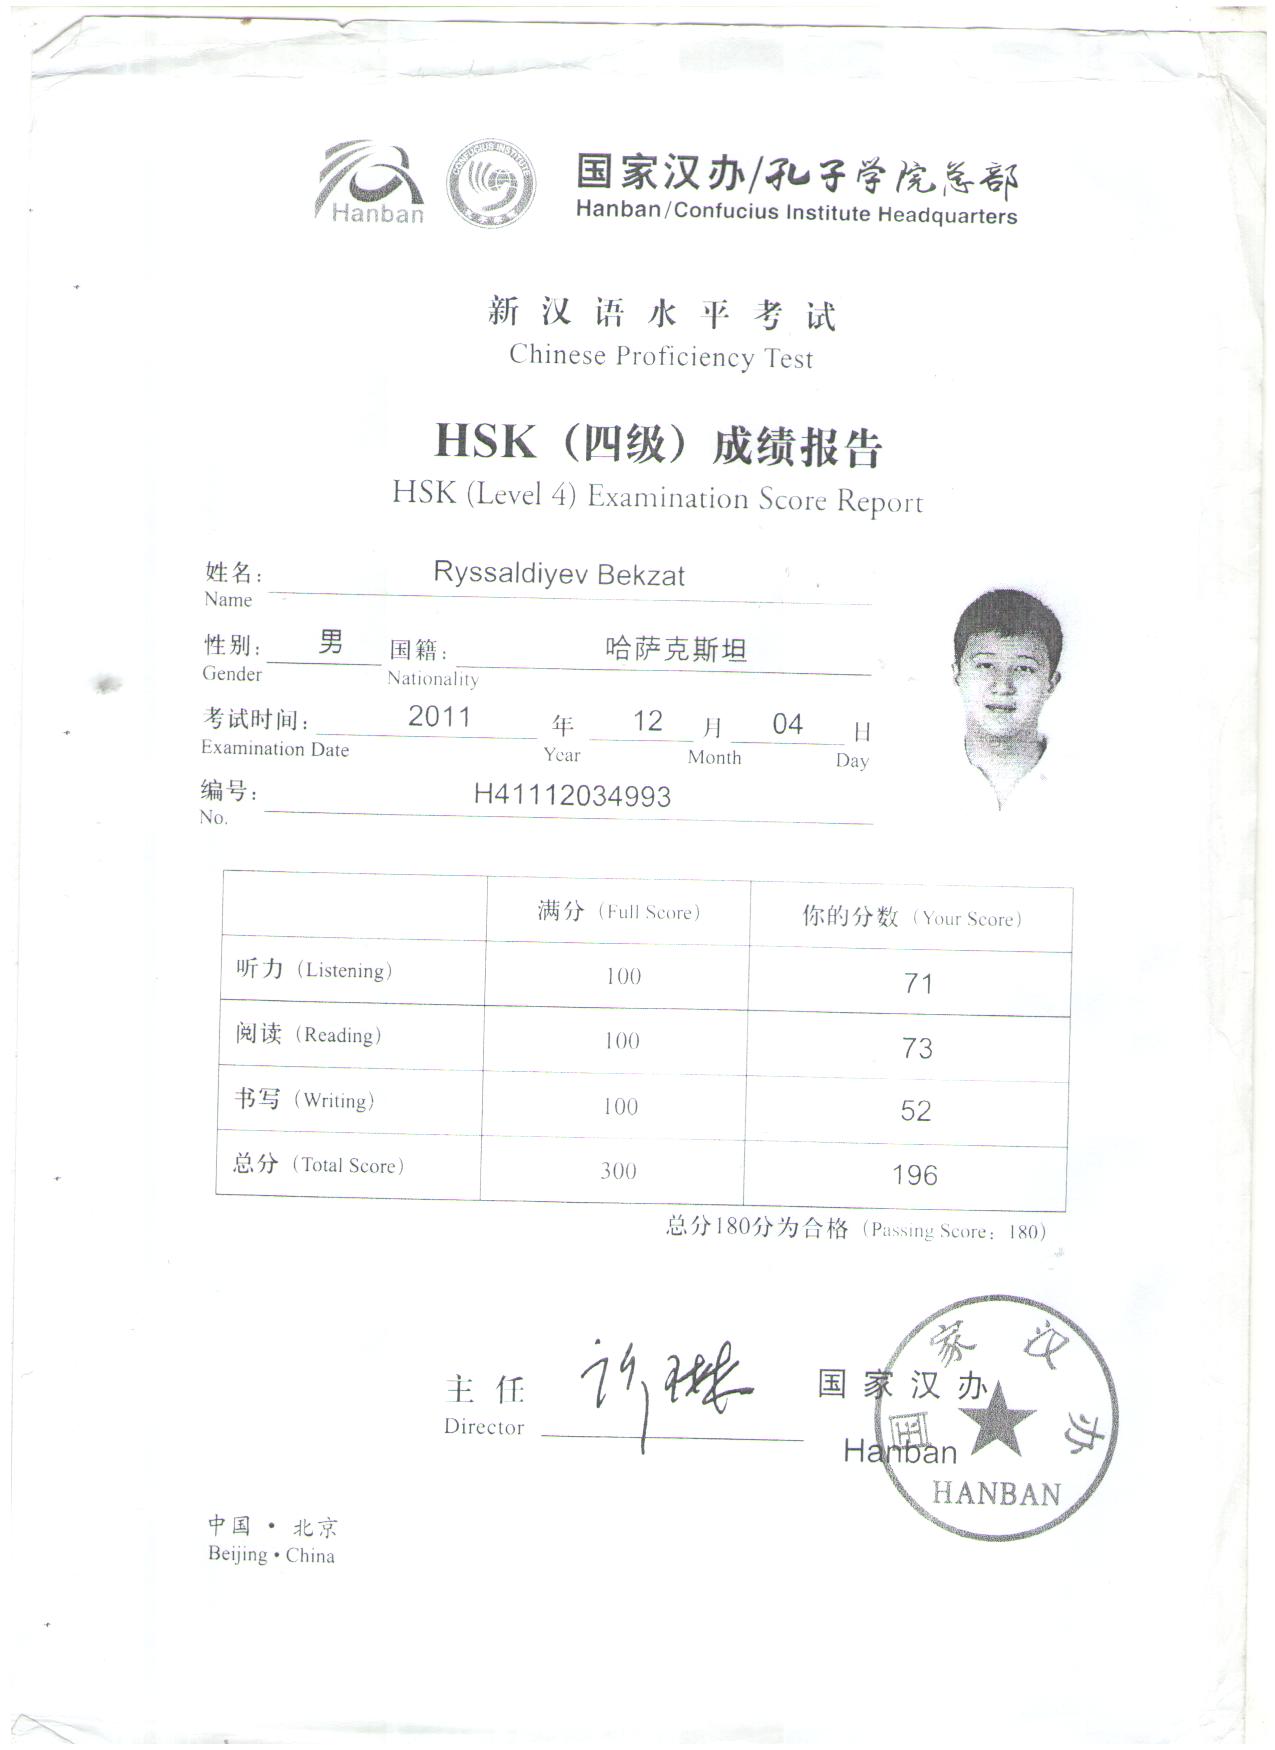 Hanban
CONFUCIUS INSTITUTE
国家汉办/孔子学院总部
Hanban/Confucius Institute Headquarters
新汉语水平考试
Chinese Proficiency Test
HSK（四级）成绩报告
HSK (Level 4) Examination Score Report
姓名： Ryssaldiyev Bekzat
Name
性别： 男 国籍： 哈萨克斯坦
Gender Nationality
考试时间： 2011 年 12 月 04 日
Examination Date Year Month Day
编号： H41112034993
No.
满分（Full Score） 你的分数（Your Score）
听力（Listening） 100 71
阅读（Reading） 100 73
书写（Writing） 100 52
总分（Total Score） 300 196
总分180分为合格（Passing Score：180）
主任 许琳 国家汉办
Director Hanban
国家汉办
HANBAN
中国·北京
Beijing·China